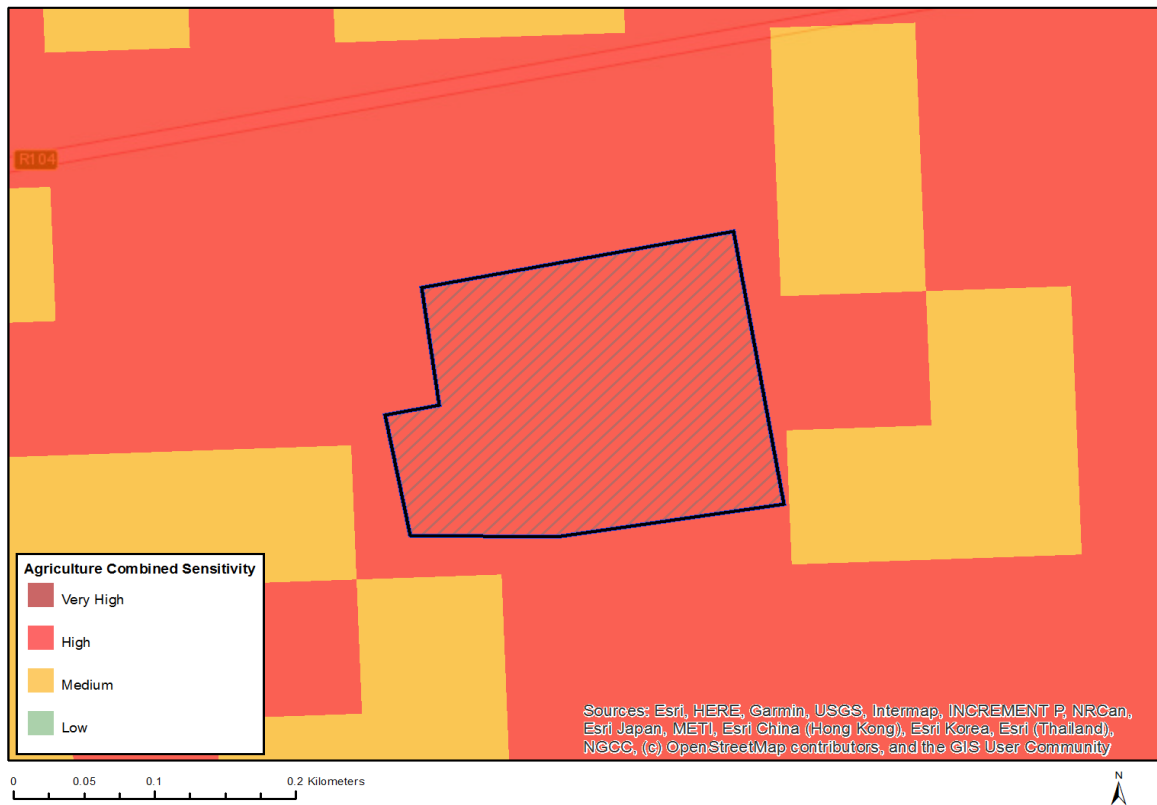 R104
Agriculture Combined Sensitivity
Very High
High
Medium
Low
Sources: Esri, HERE, Garmin, USGS, Intermap, INCREMENT P, NRCan,
Esri Japan, METI, Esri China (Hong Kong), Esri Korea, Esri (Thailand),
NGCC, (c) OpenStreetMap contributors, and the GIS User Community
0 0.05 0.1 0.2 Kilometers
N